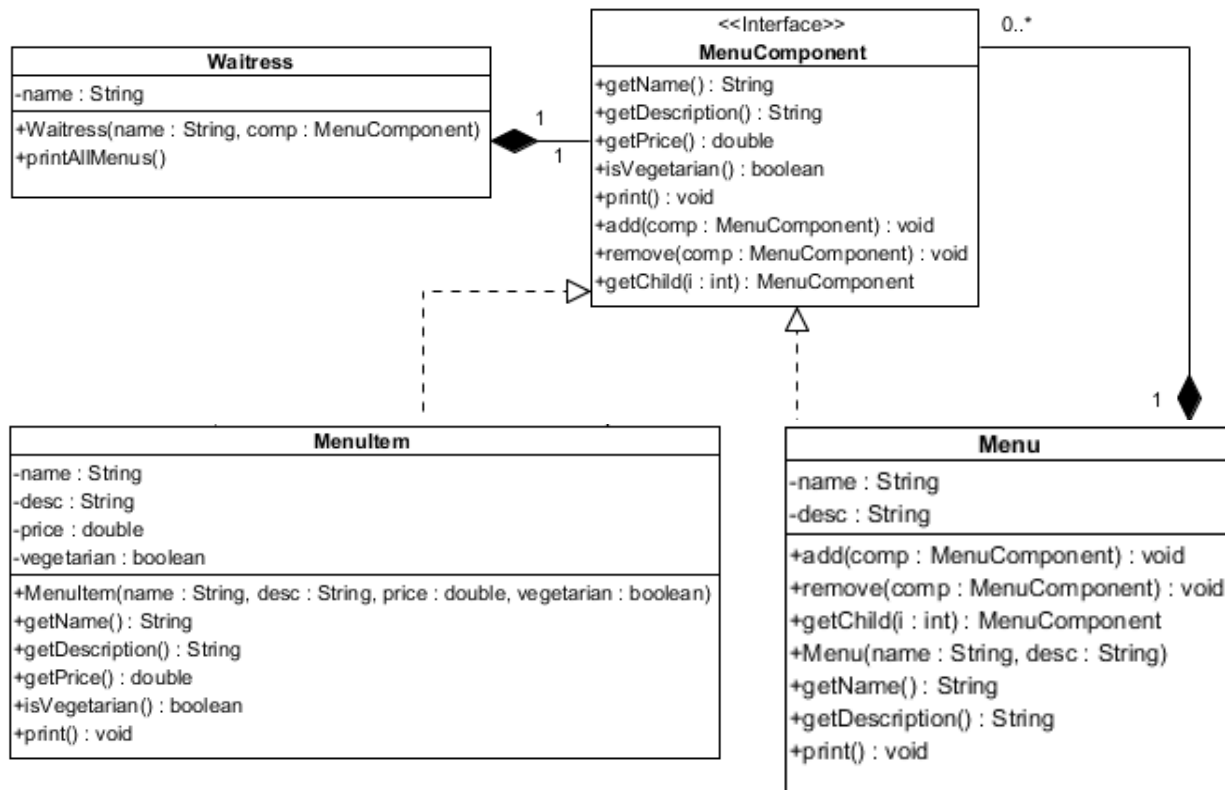 Waitress
-name : String
+Waitress(name : String, comp : MenuComponent)
+printAllMenus()
1
1
<<Interface>>
MenuComponent
+getName() : String
+getDescription() : String
+getPrice() : double
+isVegetarian() : boolean
+print() : void
+add(comp : MenuComponent) : void
+remove(comp : MenuComponent) : void
+getChild(i : int) : MenuComponent
0..*
1
MenuItem
-name : String
-desc : String
-price : double
-vegetarian : boolean
+MenuItem(name : String, desc : String, price : double, vegetarian : boolean)
+getName() : String
+getDescription() : String
+getPrice() : double
+isVegetarian() : boolean
+print() : void
Menu
-name : String
-desc : String
+add(comp : MenuComponent) : void
+remove(comp : MenuComponent) : void
+getChild(i : int) : MenuComponent
+Menu(name : String, desc : String)
+getName() : String
+getDescription() : String
+print() : void